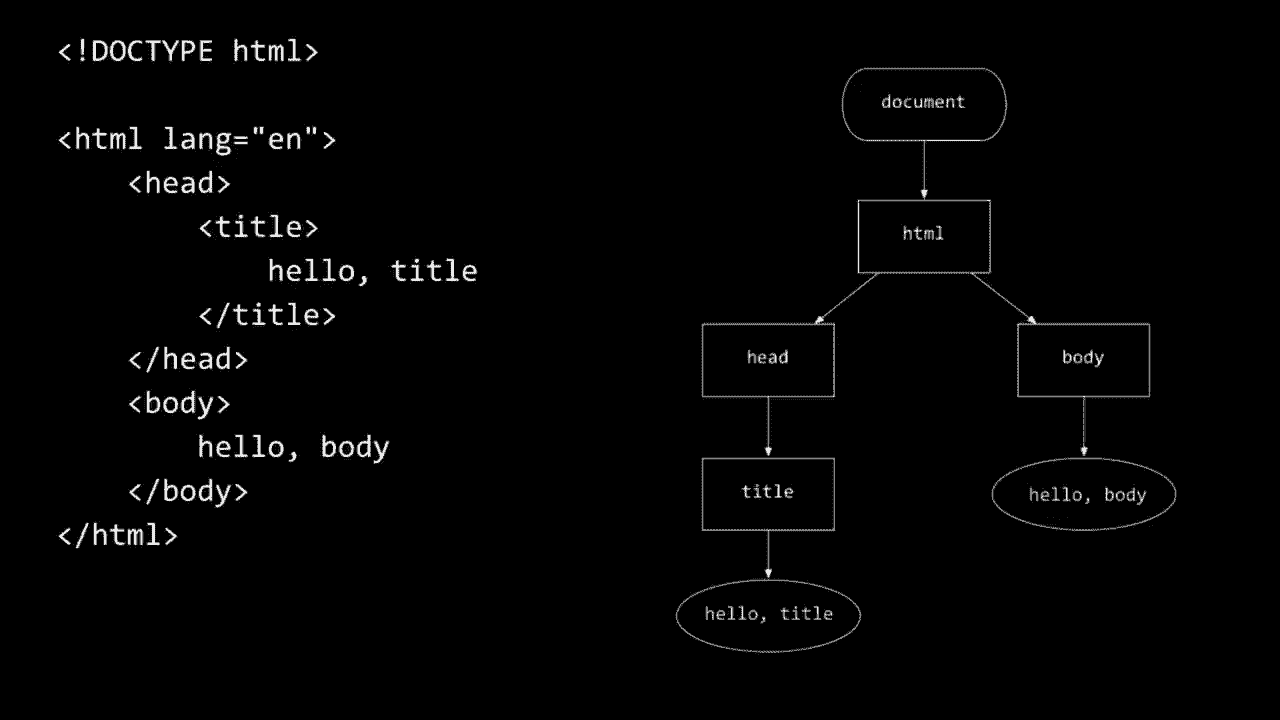 <!DOCTYPE html>
<html lang="en">
<head>
<title>
hello, title
</title>
</head>
<body>
hello, body
</body>
</html>
document
html
head
body
title
hello, body
hello, title